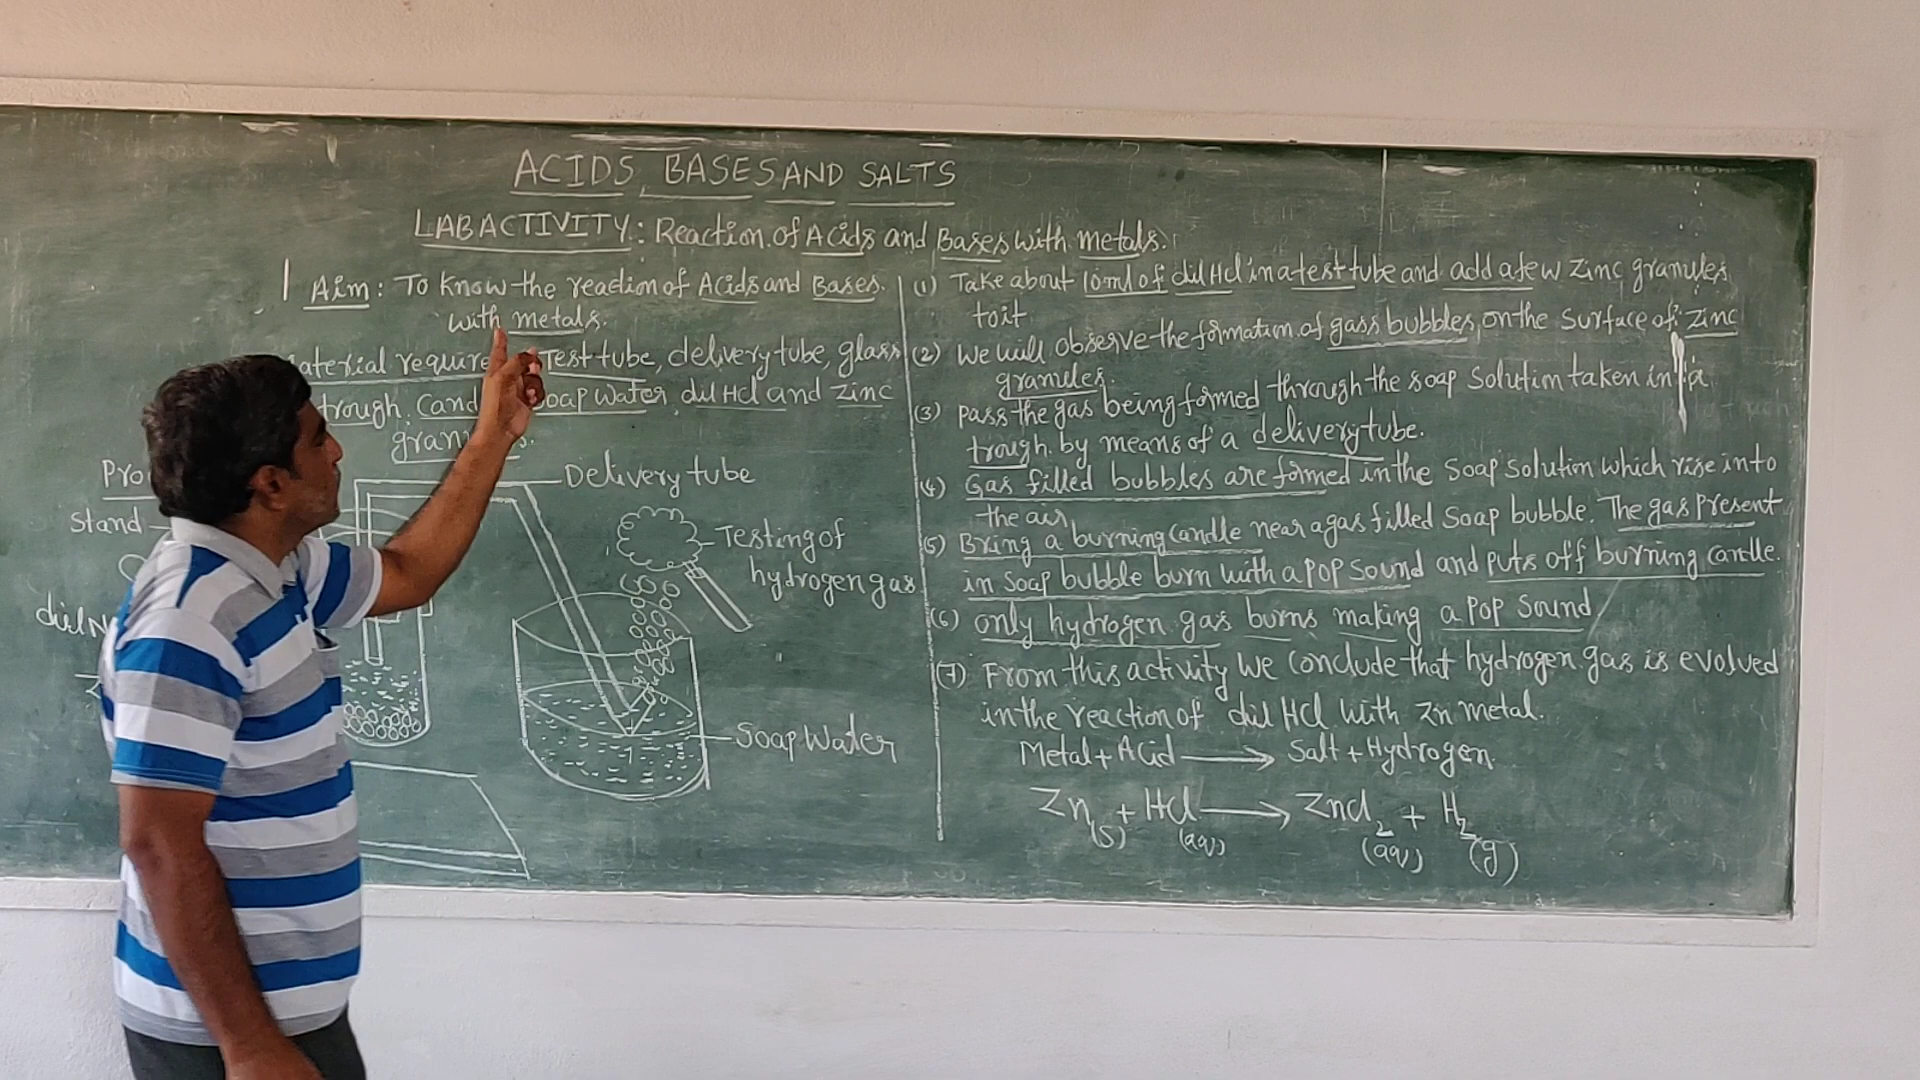 ACIDS, BASES AND SALTS
LAB ACTIVITY: Reaction of Acids and Bases with metals.
Aim: To Know the reaction of Acids and Bases.
with metals.
aterial require Test tube, delivery tube, glass
trough, Cand Soap Water, dil Hcl and Zinc
gran s.
Pro
Stand
Delivery tube
Testing of
hydrogen gas
dil
Soap Water
(1) Take about 10ml of dil Hcl in a test tube and add a few Zinc granules
to it
(2) We will observe the formation of gass bubbles, on the surface of Zinc
granules.
(3) pass the gas being formed through the soap solution taken in a
trough by means of a delivery tube.
(4) Gas filled bubbles are formed in the soap solution which rise into
the air
(5) Bring a burning candle near a gas filled soap bubble. The gas present
in soap bubble burn with a pop sound and puts off burning candle.
(6) only hydrogen gas burns making a pop sound
(7) From this activity we conclude that hydrogen gas is evolved
in the reaction of dil HCl with Zn metal.
Metal + Acid ⟶ Salt + Hydrogen
Zn(s) + Hcl(aq) ⟶ Zncl₂(aq) + H₂(g)